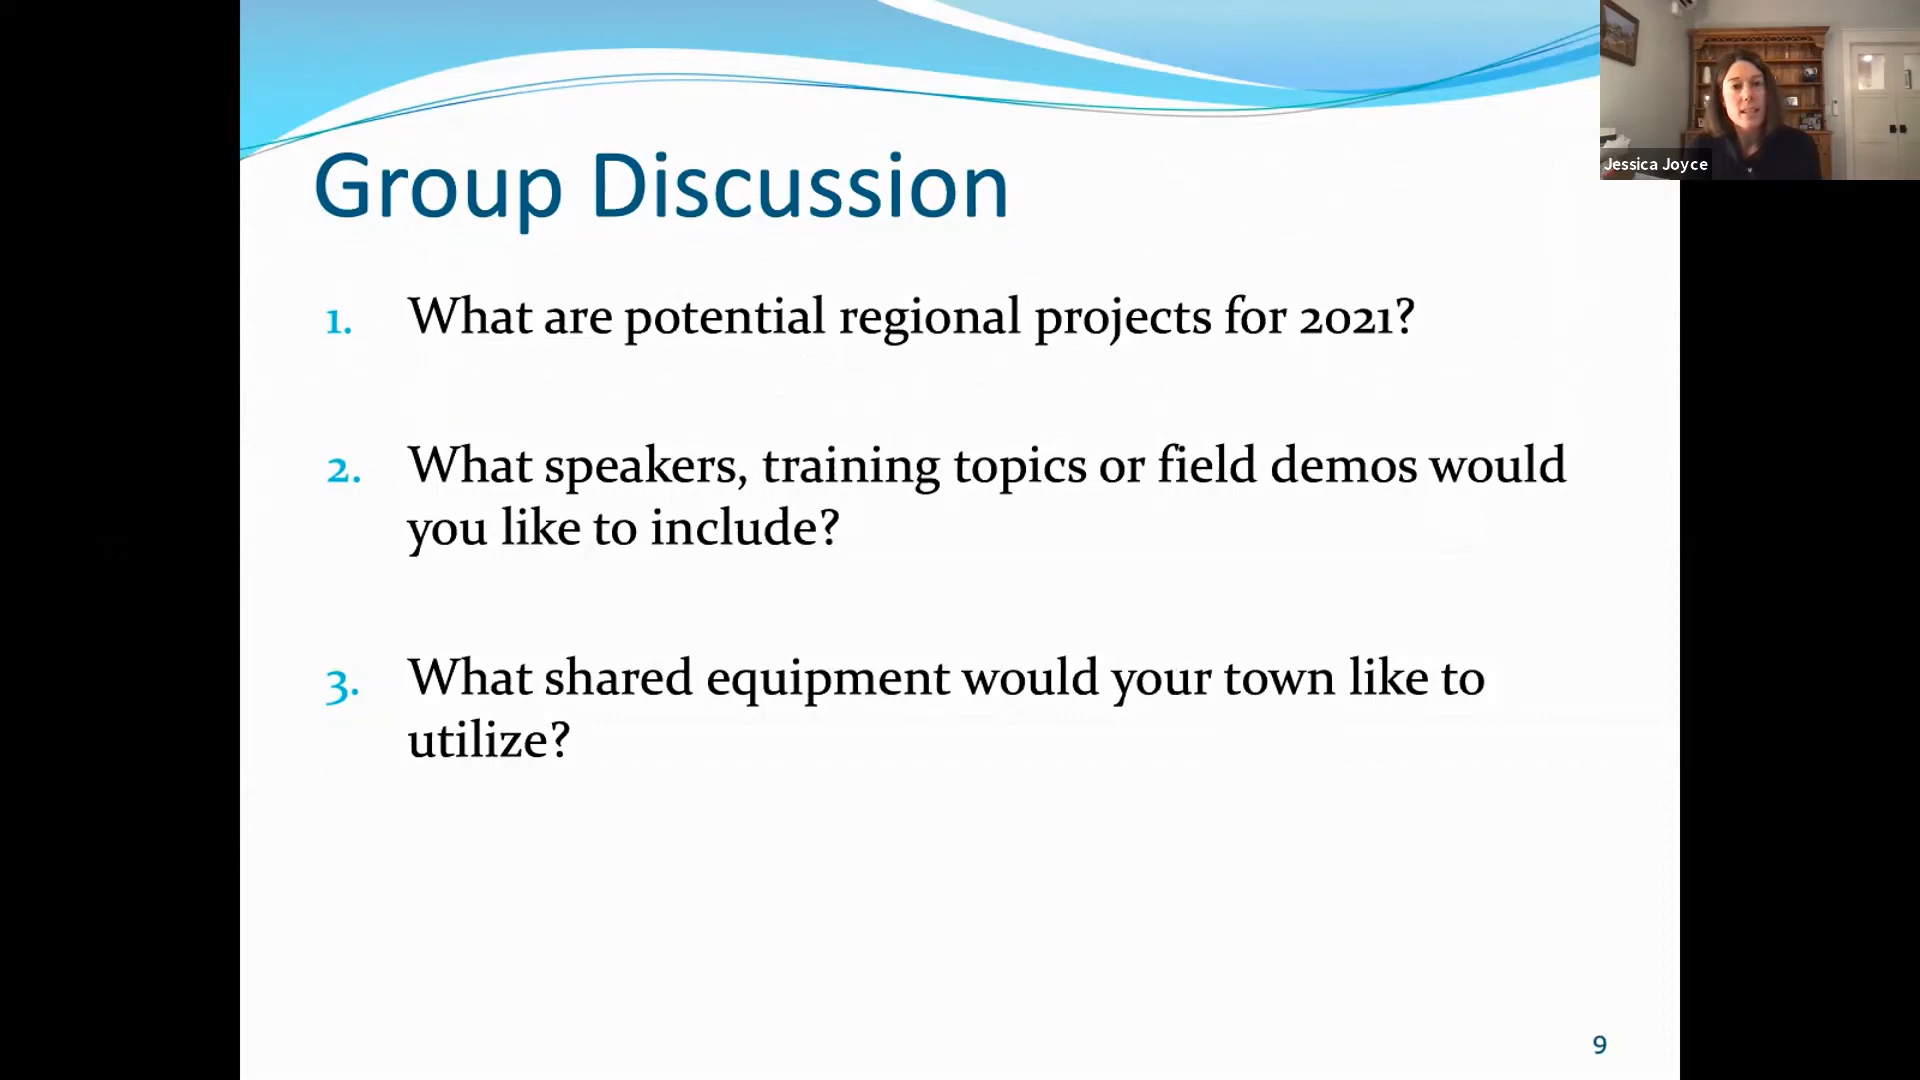 Jessica Joyce
Group Discussion
1. What are potential regional projects for 2021?
2. What speakers, training topics or field demos would
you like to include?
3. What shared equipment would your town like to
utilize?
9